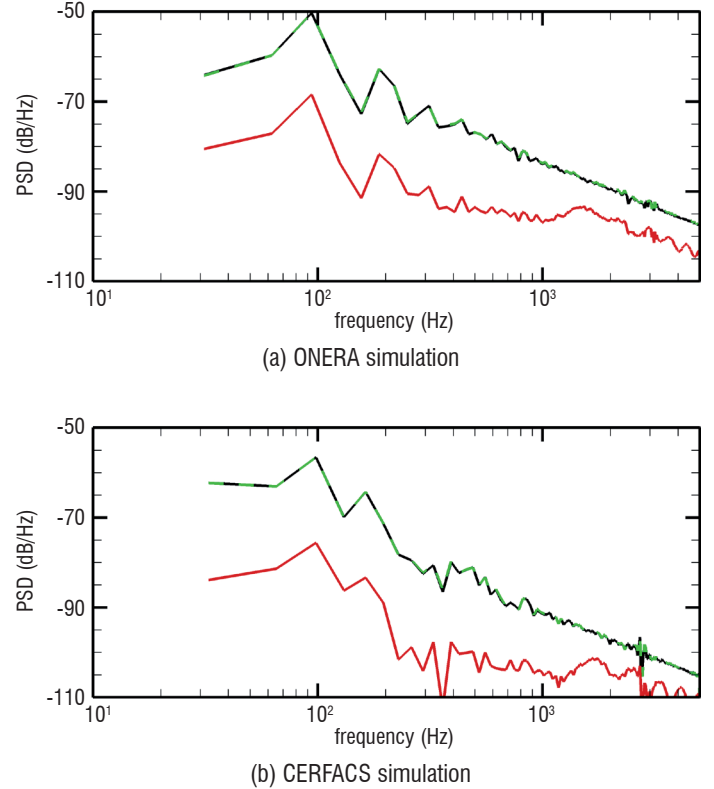 -50
-70
-90
-110
PSD (dB/Hz)
10¹ 10² 10³
frequency (Hz)
(a) ONERA simulation
-50
-70
-90
-110
PSD (dB/Hz)
10¹ 10² 10³
frequency (Hz)
(b) CERFACS simulation